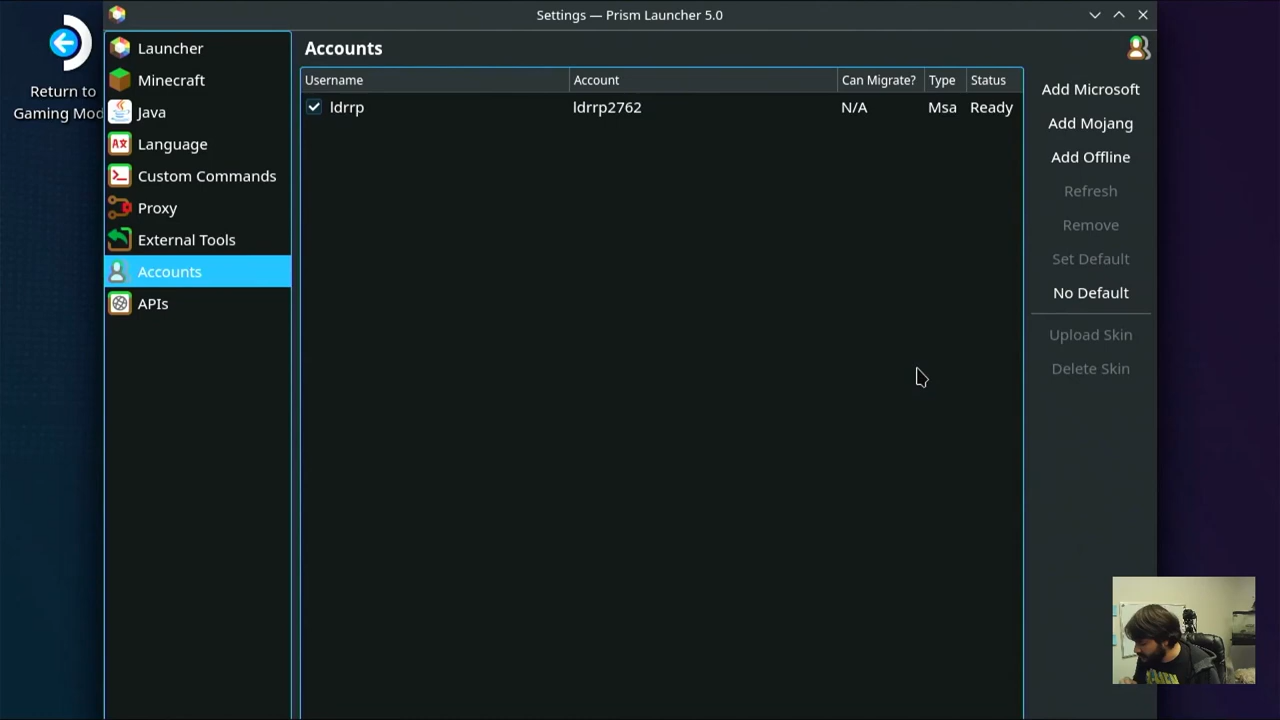 Settings — Prism Launcher 5.0
Return to
Gaming Mod
Launcher
Minecraft
Java
Language
Custom Commands
Proxy
External Tools
Accounts
APIs
Accounts
Username Account Can Migrate? Type Status
ldrrp ldrrp2762 N/A Msa Ready
Add Microsoft
Add Mojang
Add Offline
Refresh
Remove
Set Default
No Default
Upload Skin
Delete Skin